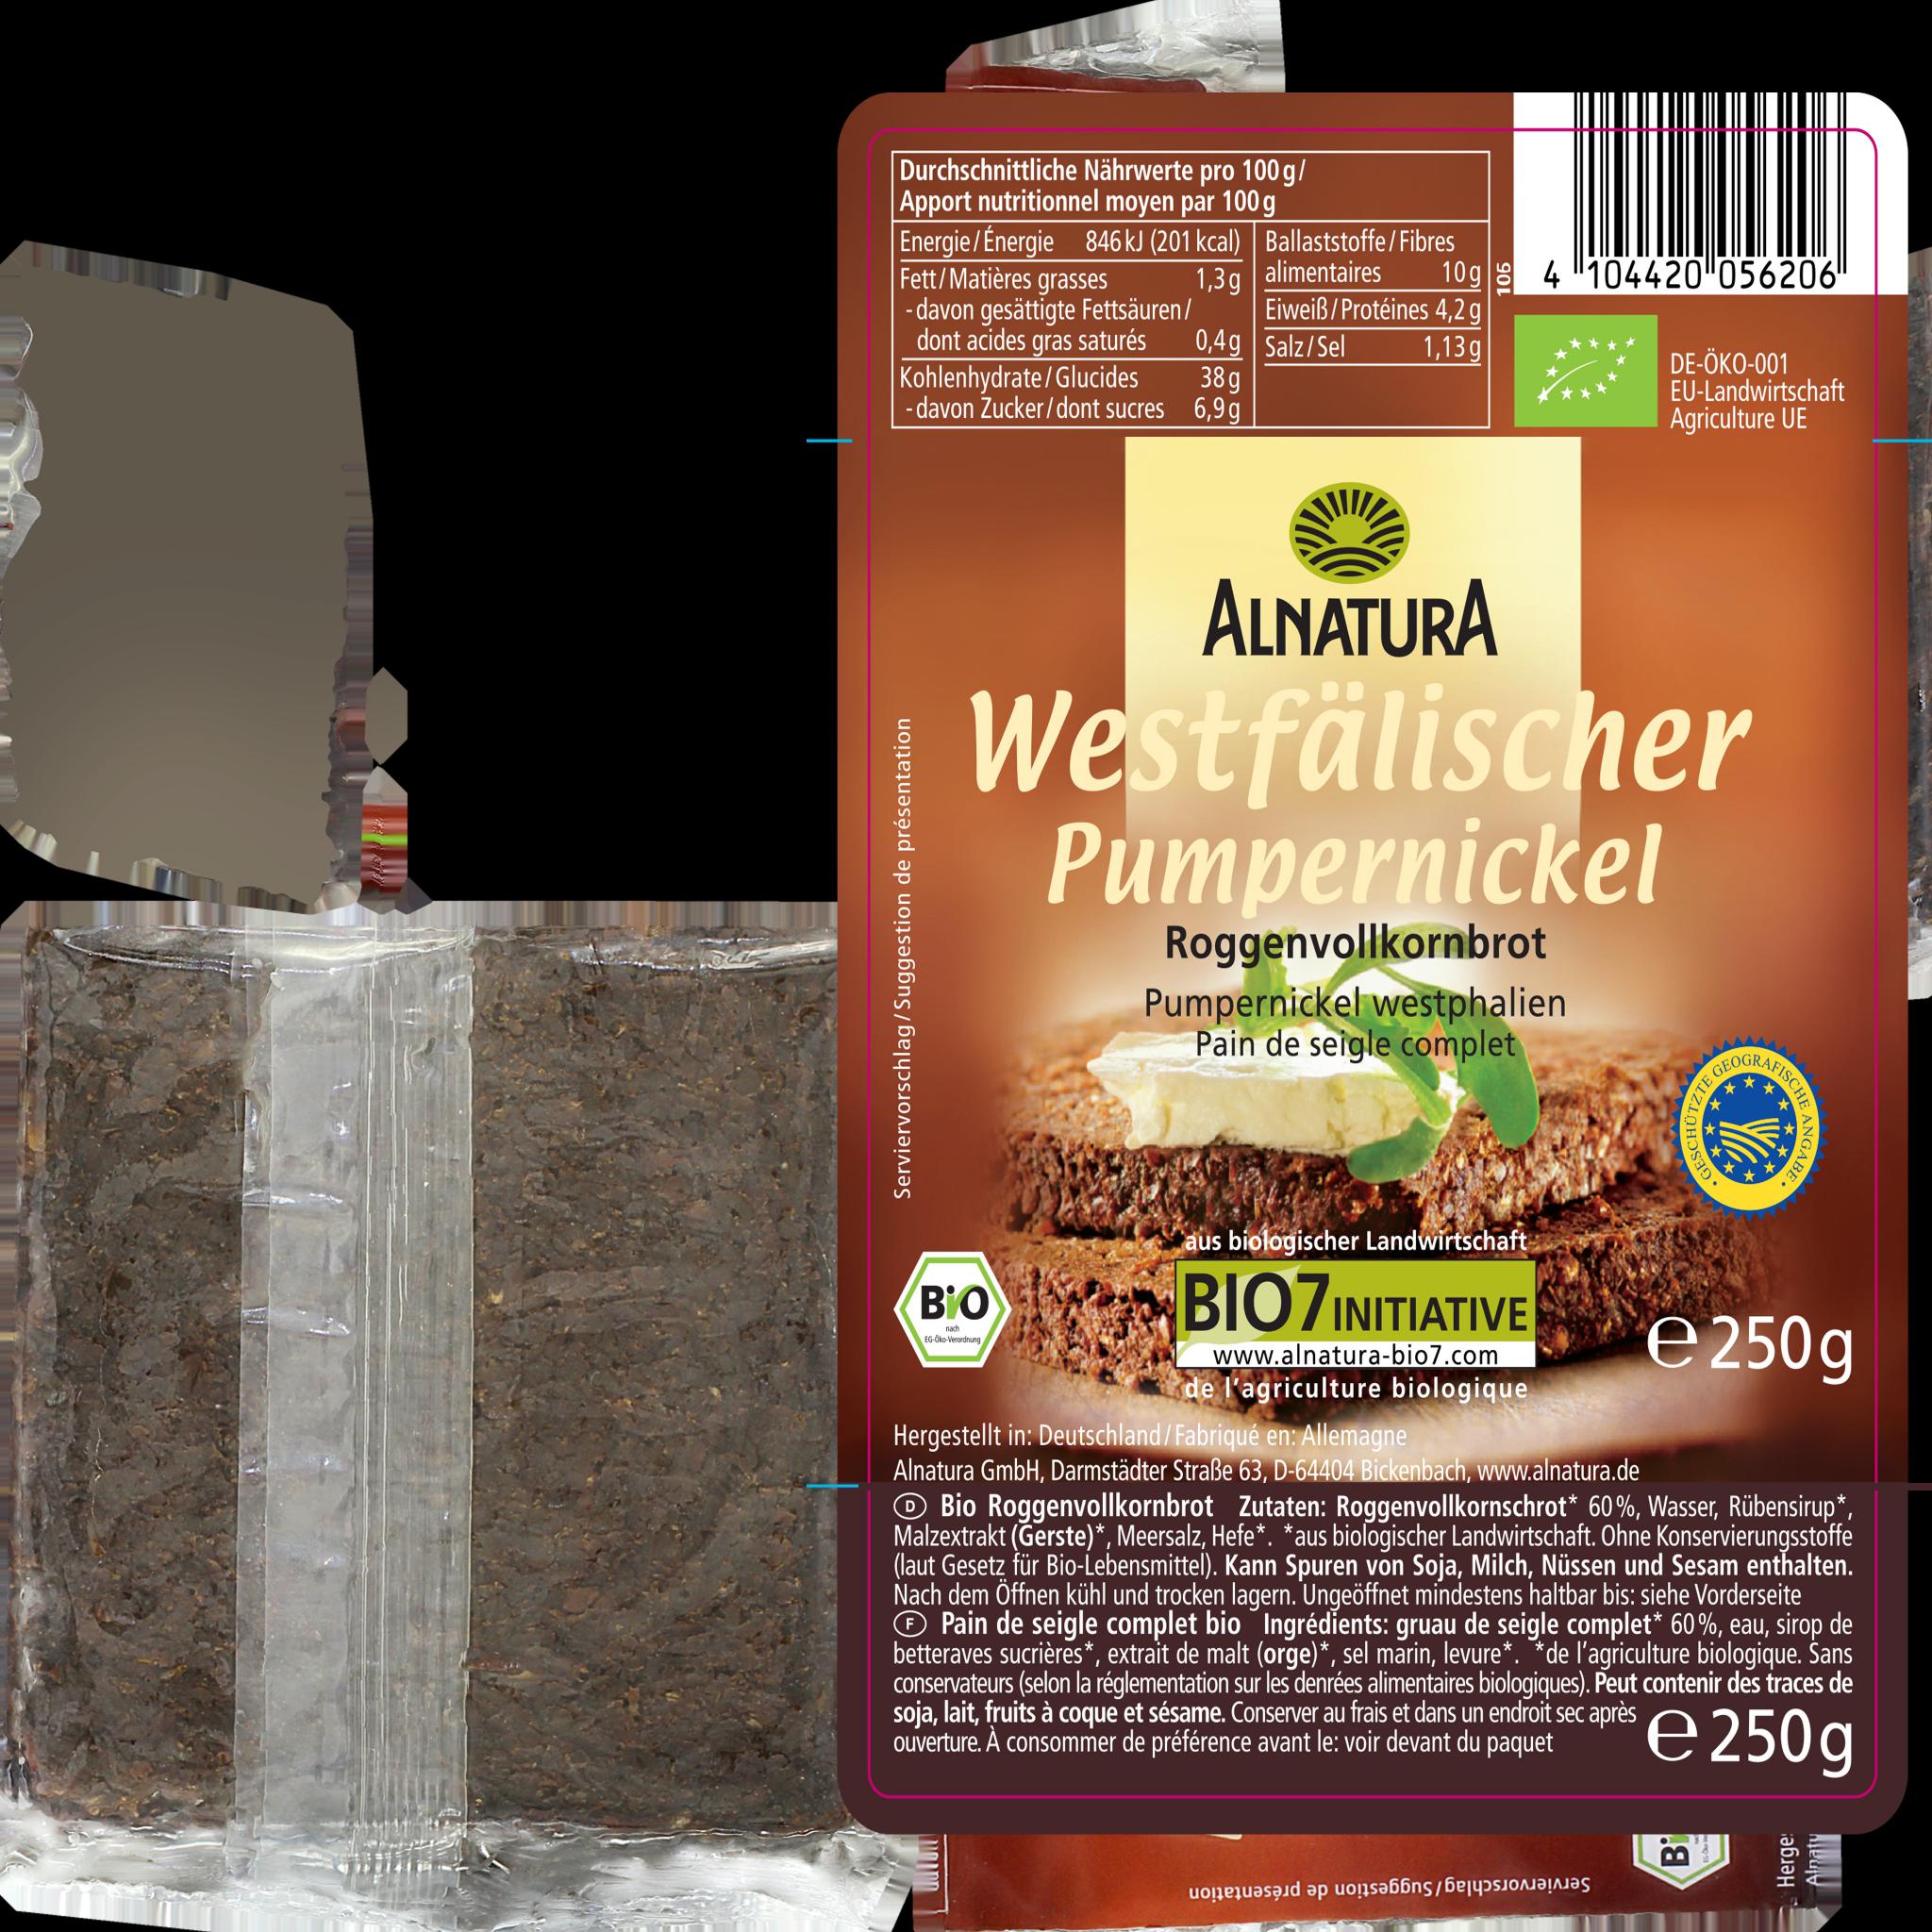 Durchschnittliche Nährwerte pro 100 g/
Apport nutritionnel moyen par 100 g
Energie/Énergie 846 kJ (201 kcal)
Fett/Matières grasses 1,3 g
- davon gesättigte Fettsäuren/
dont acides gras saturés 0,4 g
Kohlenhydrate/Glucides 38 g
- davon Zucker/dont sucres 6,9 g
Ballaststoffe/Fibres
alimentaires 10 g
Eiweiß/Protéines 4,2 g
Salz/Sel 1,13 g
106
4 104420 056206
DE-ÖKO-001
EU-Landwirtschaft
Agriculture UE
ALNATURA
Westfälischer
Pumpernickel
Roggenvollkornbrot
Pumpernickel westphalien
Pain de seigle complet
Serviervorschlag/Suggestion de présentation
GESCHÜTZTE GEOGRAFISCHE ANGABE
aus biologischer Landwirtschaft
BIO7 INITIATIVE
www.alnatura-bio7.com
de l'agriculture biologique
Bio
nach
EG-Öko-Verordnung
e 250 g
Hergestellt in: Deutschland/Fabriqué en: Allemagne
Alnatura GmbH, Darmstädter Straße 63, D-64404 Bickenbach, www.alnatura.de
D Bio Roggenvollkornbrot Zutaten: Roggenvollkornschrot* 60%, Wasser, Rübensirup*,
Malzextrakt (Gerste)*, Meersalz, Hefe*. *aus biologischer Landwirtschaft. Ohne Konservierungsstoffe
(laut Gesetz für Bio-Lebensmittel). Kann Spuren von Soja, Milch, Nüssen und Sesam enthalten.
Nach dem Öffnen kühl und trocken lagern. Ungeöffnet mindestens haltbar bis: siehe Vorderseite
F Pain de seigle complet bio Ingrédients: gruau de seigle complet* 60%, eau, sirop de
betteraves sucrières*, extrait de malt (orge)*, sel marin, levure*. *de l'agriculture biologique. Sans
conservateurs (selon la réglementation sur les denrées alimentaires biologiques). Peut contenir des traces de
soja, lait, fruits à coque et sésame. Conserver au frais et dans un endroit sec après
ouverture. À consommer de préférence avant le: voir devant du paquet
e 250 g
Serviervorschlag/Suggestion de présentation